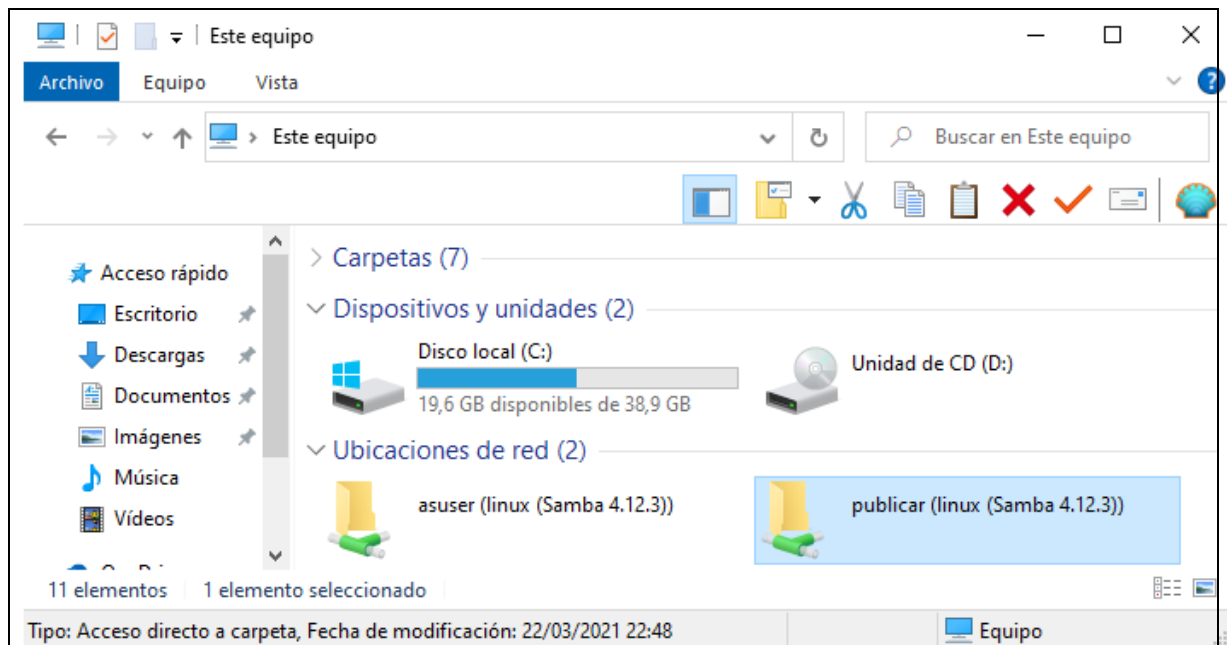 Este equipo
Archivo Equipo Vista
Este equipo
Buscar en Este equipo
Acceso rápido
Escritorio
Descargas
Documentos
Imágenes
Música
Vídeos
Carpetas (7)
Dispositivos y unidades (2)
Disco local (C:)
19,6 GB disponibles de 38,9 GB
Unidad de CD (D:)
Ubicaciones de red (2)
asuser (linux (Samba 4.12.3))
publicar (linux (Samba 4.12.3))
11 elementos 1 elemento seleccionado
Tipo: Acceso directo a carpeta, Fecha de modificación: 22/03/2021 22:48 Equipo